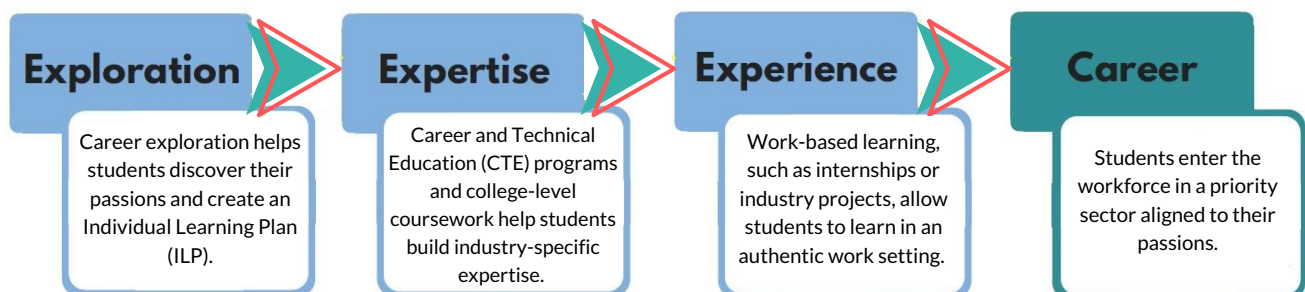 Exploration
Career exploration helps
students discover their
passions and create an
Individual Learning Plan
(ILP).
Expertise
Career and Technical
Education (CTE) programs
and college-level
coursework help students
build industry-specific
expertise.
Experience
Work-based learning,
such as internships or
industry projects, allow
students to learn in an
authentic work setting.
Career
Students enter the
workforce in a priority
sector aligned to their
passions.